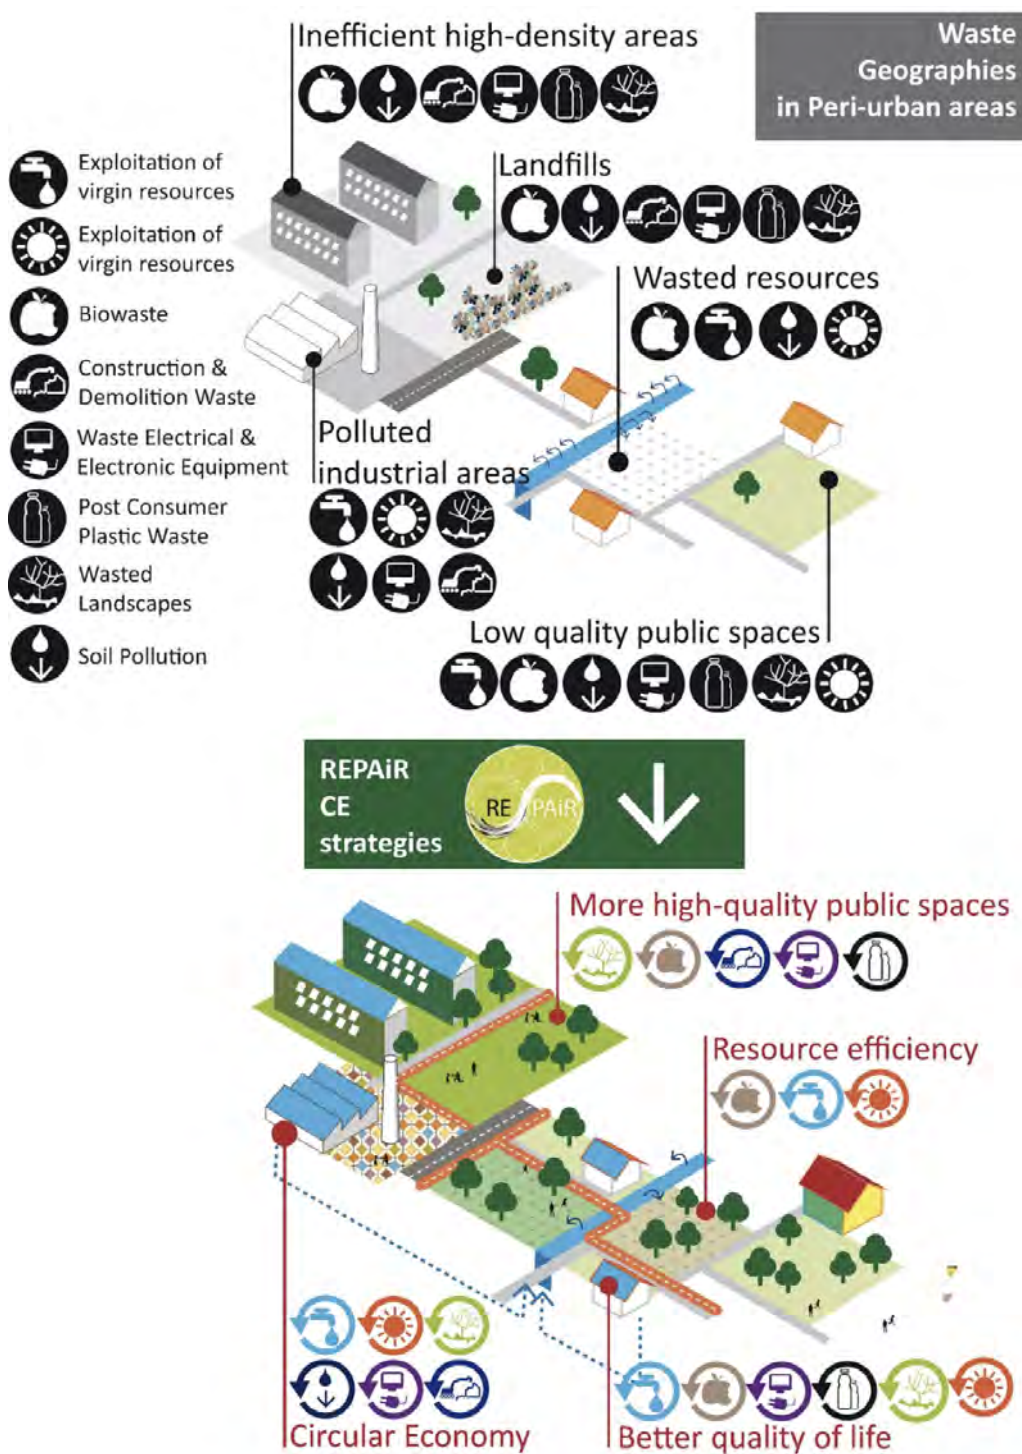 Inefficient high-density areas
Waste
Geographies
in Peri-urban areas
Exploitation of
virgin resources
Exploitation of
virgin resources
Biowaste
Construction &
Demolition Waste
Waste Electrical &
Electronic Equipment
Post Consumer
Plastic Waste
Wasted
Landscapes
Soil Pollution
Landfills
Wasted resources
Polluted
industrial areas
Low quality public spaces
REPAiR
CE
strategies
RE PAiR
More high-quality public spaces
Resource efficiency
Circular Economy
Better quality of life